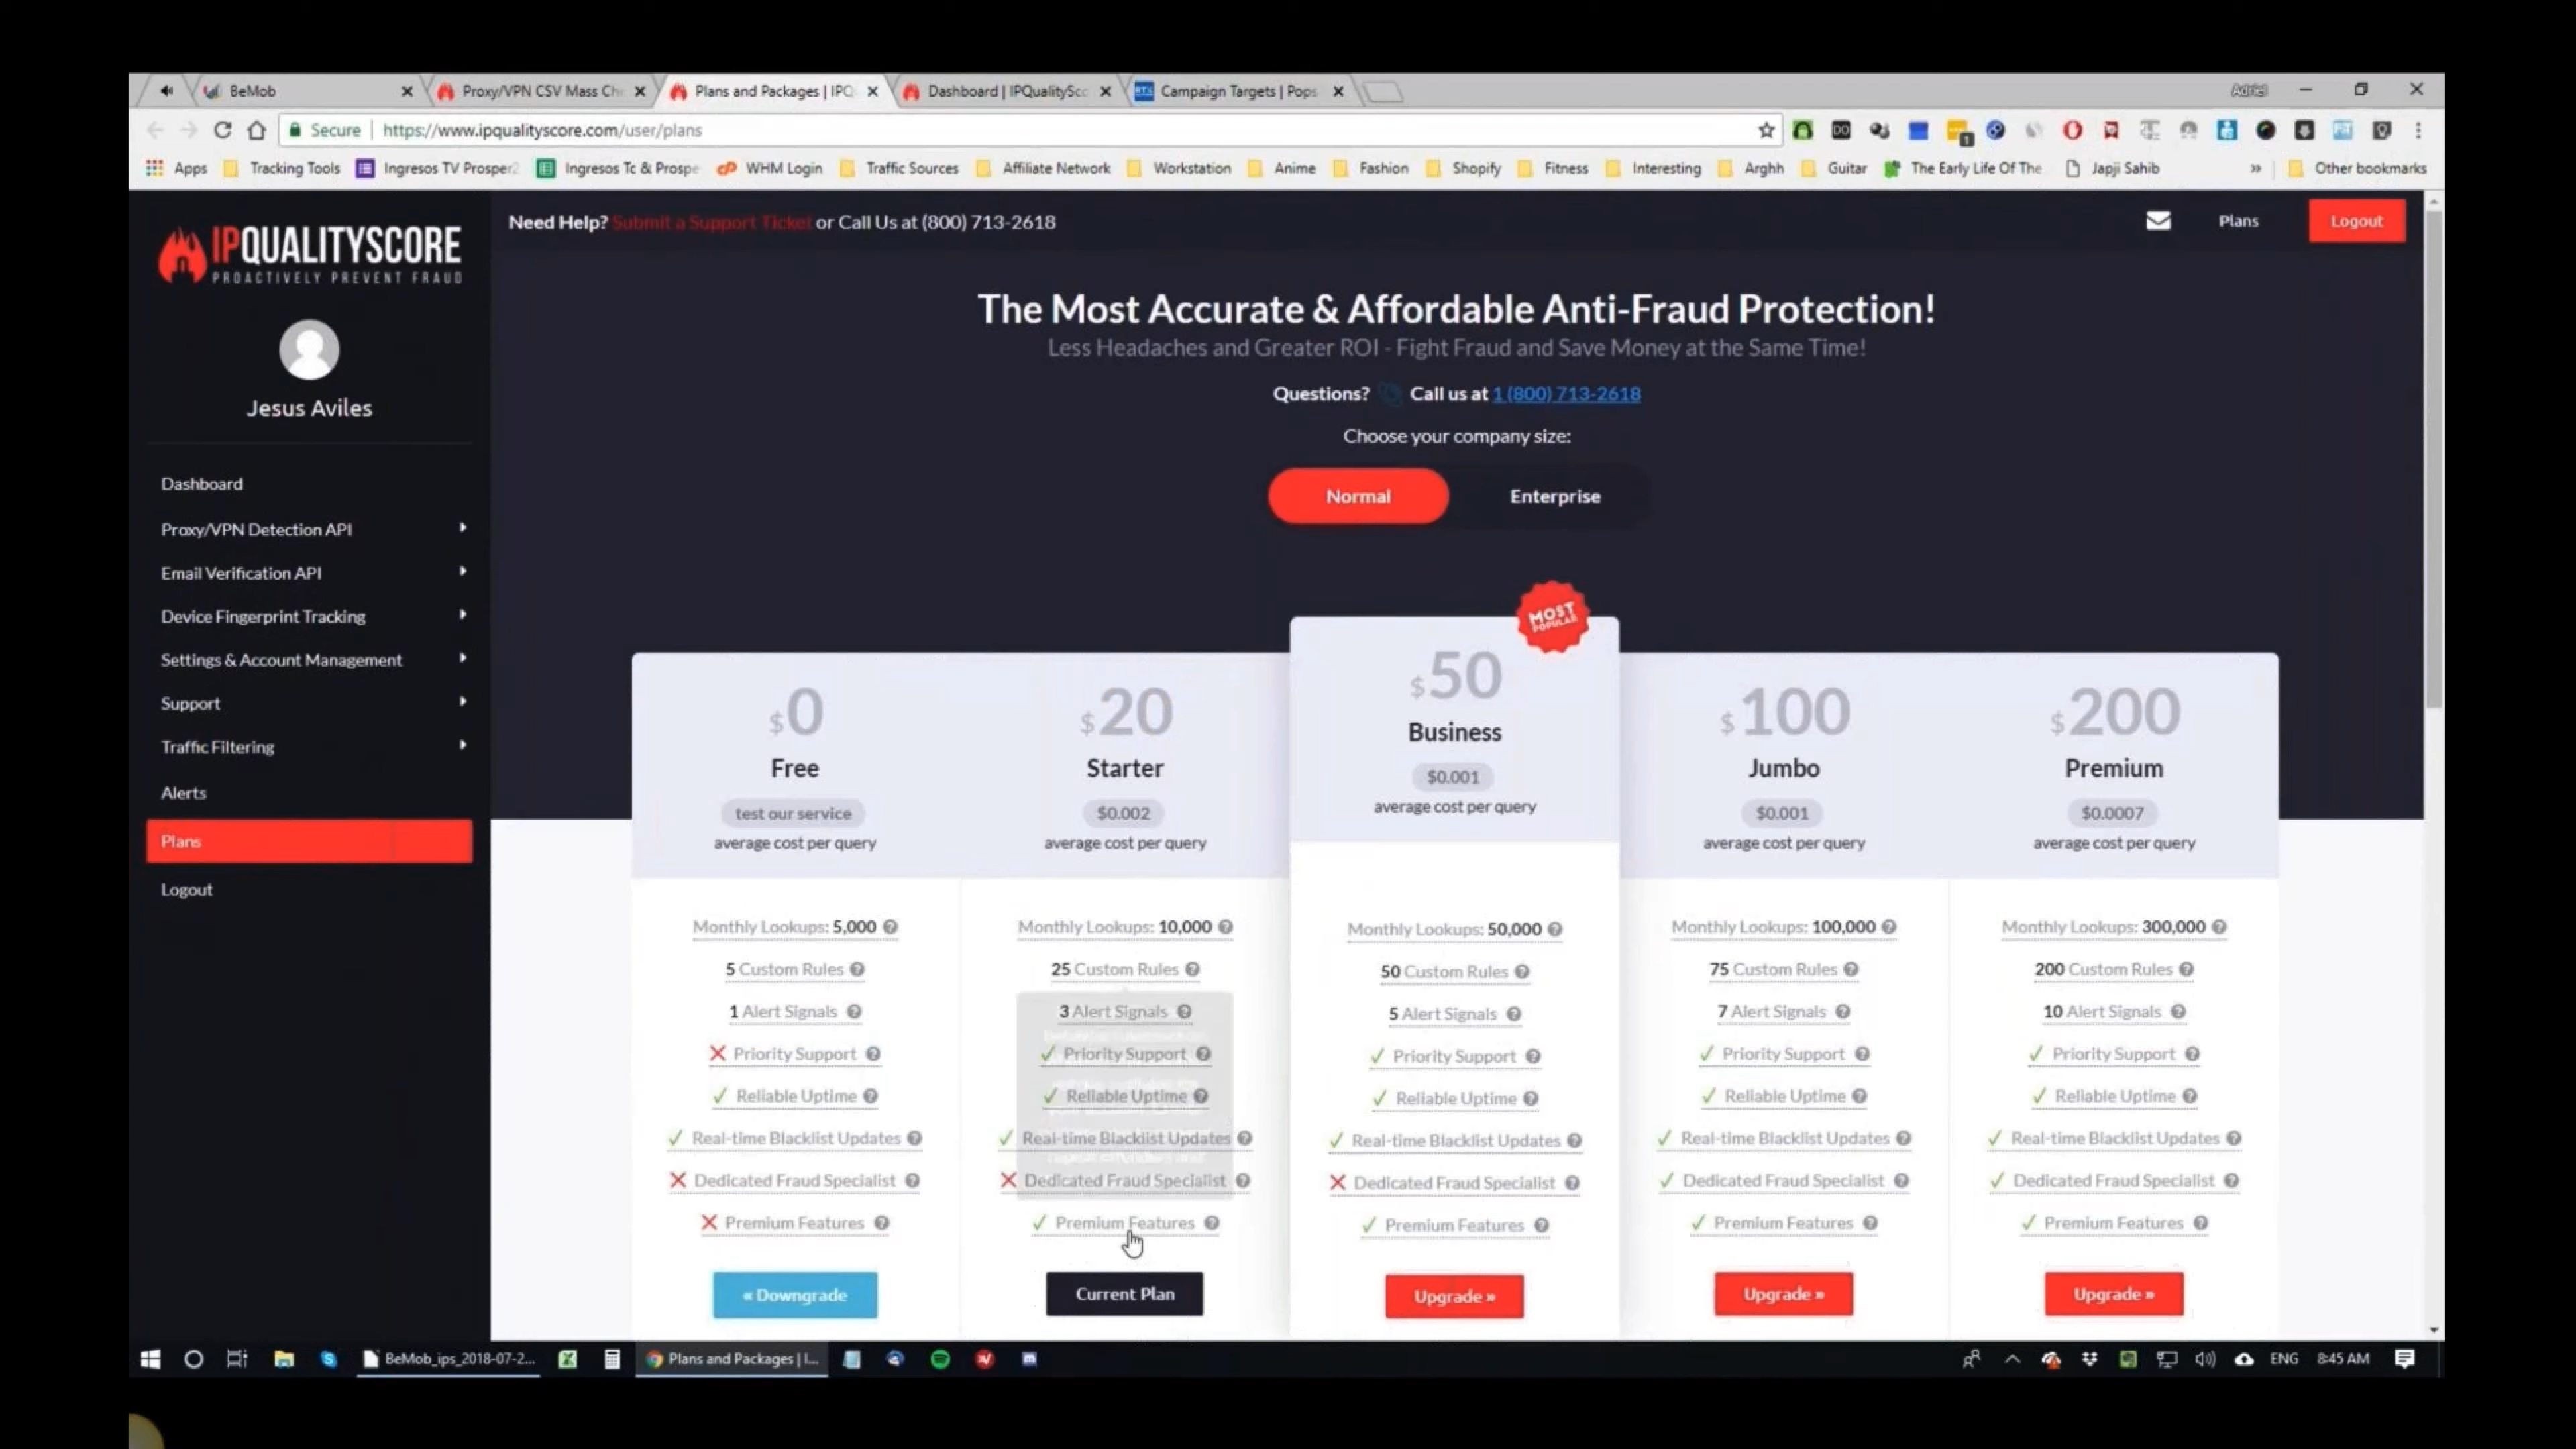 BeMob
Proxy/VPN CSV Mass Che
Plans and Packages | IPQ
Dashboard | IPQualitySco
Campaign Targets | Pops
Adriel
Secure
https://www.ipqualityscore.com/user/plans
DO
1
Apps
Tracking Tools
Ingresos TV Prosper2
Ingresos Tc & Prospe
WHM Login
Traffic Sources
Affiliate Network
Workstation
Anime
Fashion
Shopify
Fitness
Interesting
Arghh
Guitar
The Early Life Of The
Japji Sahib
»
Other bookmarks
IPQUALITYSCORE
PROACTIVELY PREVENT FRAUD
Need Help? Submit a Support Ticket or Call Us at (800) 713-2618
Plans
Logout
Jesus Aviles
Dashboard
Proxy/VPN Detection API
Email Verification API
Device Fingerprint Tracking
Settings & Account Management
Support
Traffic Filtering
Alerts
Plans
Logout
The Most Accurate & Affordable Anti-Fraud Protection!
Less Headaches and Greater ROI - Fight Fraud and Save Money at the Same Time!
Questions? Call us at 1 (800) 713-2618
Choose your company size:
Normal
Enterprise
$0
Free
test our service
average cost per query
Monthly Lookups: 5,000
5 Custom Rules
1 Alert Signals
Priority Support
Reliable Uptime
Real-time Blacklist Updates
Dedicated Fraud Specialist
Premium Features
« Downgrade
$20
Starter
$0.002
average cost per query
Monthly Lookups: 10,000
25 Custom Rules
3 Alert Signals
Priority Support
Reliable Uptime
Real-time Blacklist Updates
Dedicated Fraud Specialist
Premium Features
Current Plan
MOST
POPULAR
$50
Business
$0.001
average cost per query
Monthly Lookups: 50,000
50 Custom Rules
5 Alert Signals
Priority Support
Reliable Uptime
Real-time Blacklist Updates
Dedicated Fraud Specialist
Premium Features
Upgrade »
$100
Jumbo
$0.001
average cost per query
Monthly Lookups: 100,000
75 Custom Rules
7 Alert Signals
Priority Support
Reliable Uptime
Real-time Blacklist Updates
Dedicated Fraud Specialist
Premium Features
Upgrade »
$200
Premium
$0.0007
average cost per query
Monthly Lookups: 300,000
200 Custom Rules
10 Alert Signals
Priority Support
Reliable Uptime
Real-time Blacklist Updates
Dedicated Fraud Specialist
Premium Features
Upgrade »
BeMob_ips_2018-07-2...
Plans and Packages | I...
ENG
8:45 AM